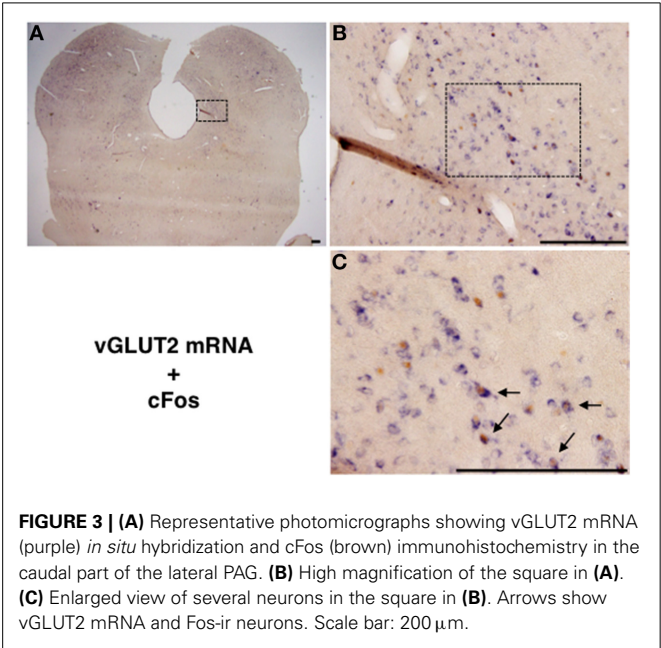 A
B
C
vGLUT2 mRNA
+
cFos
FIGURE 3 | (A) Representative photomicrographs showing vGLUT2 mRNA
(purple) in situ hybridization and cFos (brown) immunohistochemistry in the
caudal part of the lateral PAG. (B) High magnification of the square in (A).
(C) Enlarged view of several neurons in the square in (B). Arrows show
vGLUT2 mRNA and Fos-ir neurons. Scale bar: 200 μm.